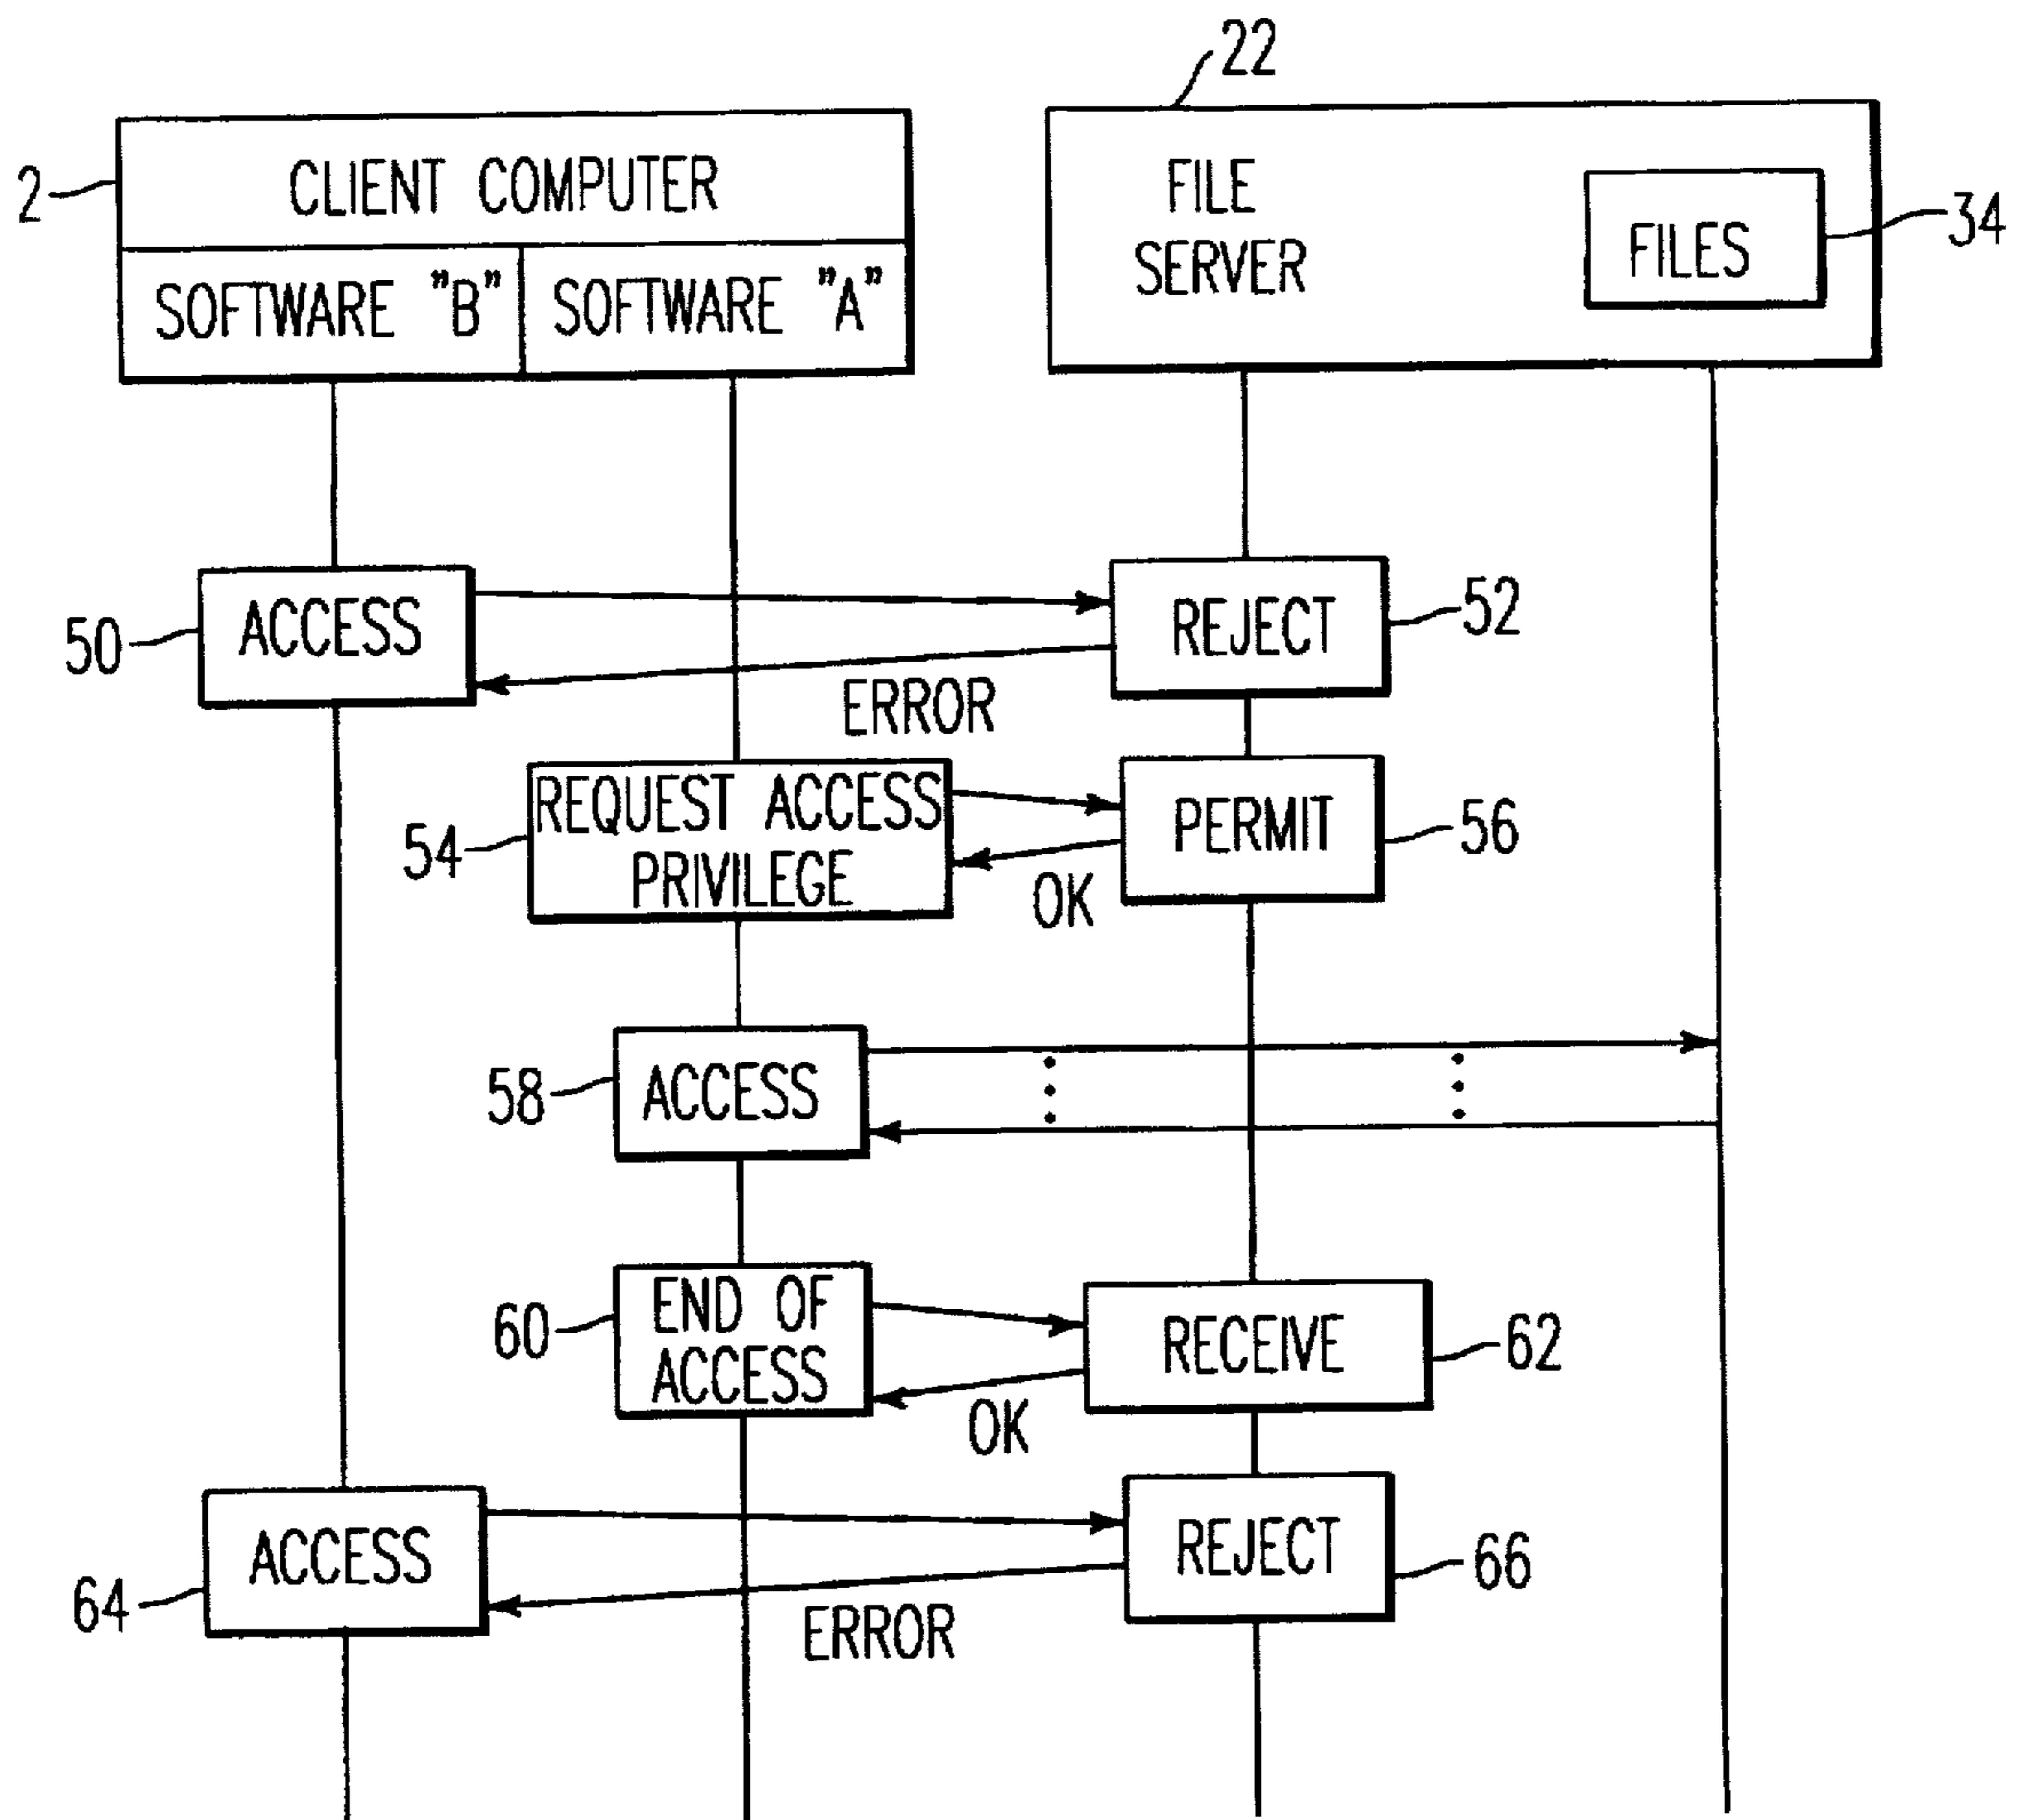 22
2
CLIENT COMPUTER
SOFTWARE "B"
SOFTWARE "A"
FILE
SERVER
FILES
34
50
ACCESS
REJECT
52
ERROR
54
REQUEST ACCESS
PRIVILEGE
PERMIT
56
OK
58
ACCESS
60
END OF
ACCESS
RECEIVE
62
OK
64
ACCESS
REJECT
66
ERROR